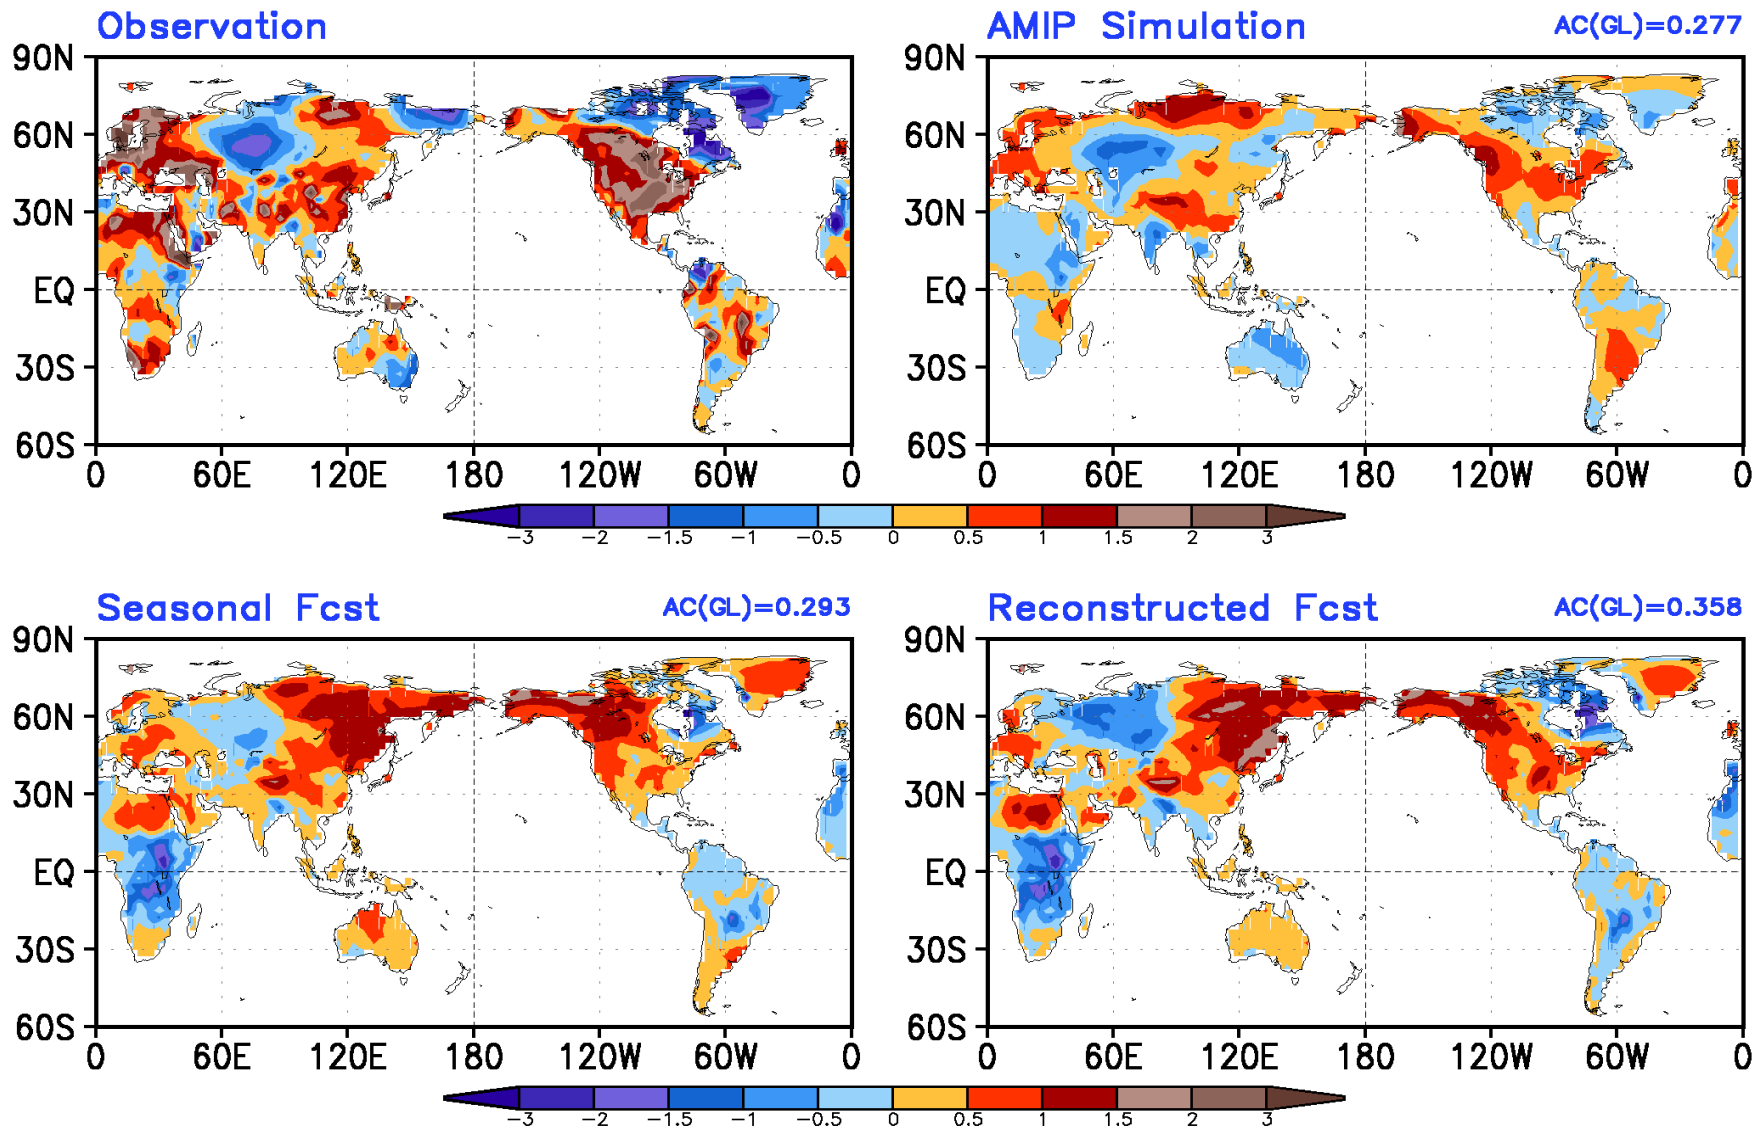 Observation
AMIP Simulation AC(GL)=0.277
90N
60N
30N
EQ
30S
60S
0 60E 120E 180 120W 60W 0
90N
60N
30N
EQ
30S
60S
0 60E 120E 180 120W 60W 0
-3 -2 -1.5 -1 -0.5 0 0.5 1 1.5 2 3
Seasonal Fcst AC(GL)=0.293
Reconstructed Fcst AC(GL)=0.358
90N
60N
30N
EQ
30S
60S
0 60E 120E 180 120W 60W 0
90N
60N
30N
EQ
30S
60S
0 60E 120E 180 120W 60W 0
-3 -2 -1.5 -1 -0.5 0 0.5 1 1.5 2 3